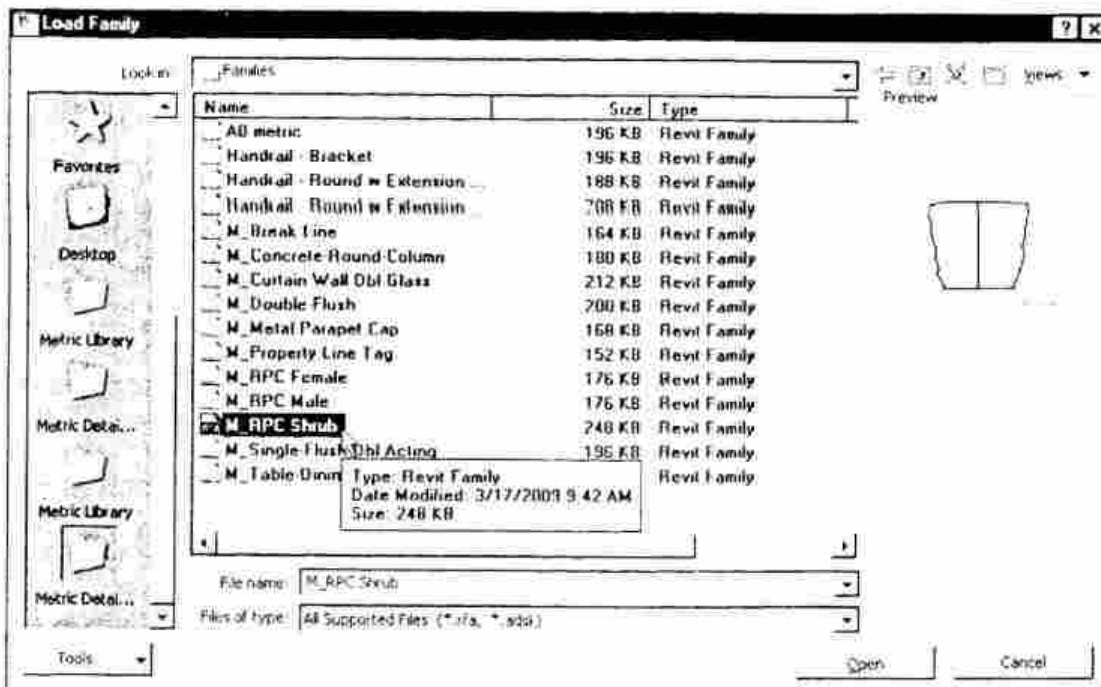 Load Family
? x
Look in:
Families
Views
Preview
Name Size Type
Favorites
Desktop
Metric Library
Metric Detai...
Metric Library
Metric Detai...
AB metric 196 KB Revit Family
Handrail - Bracket 196 KB Revit Family
Handrail - Round w Extension ... 188 KB Revit Family
Handrail - Round w Extension 208 KB Revit Family
M_Break Line 164 KB Revit Family
M_Concrete-Round-Column 180 KB Revit Family
M_Curtain Wall Dbl Glass 212 KB Revit Family
M_Double-Flush 200 KB Revit Family
M_Metal Parapet Cap 168 KB Revit Family
M_Property Line Tag 152 KB Revit Family
M_RPC Female 176 KB Revit Family
M_RPC Male 176 KB Revit Family
M_RPC Shrub 248 KB Revit Family
M_Single-Flush-Dbl Acting 196 KB Revit Family
M_Table-Dinin Revit Family
Type: Revit Family
Date Modified: 3/17/2009 9:42 AM
Size: 248 KB
File name: M_RPC Shrub
Files of type: All Supported Files (*.rfa, *.adsk)
Tools
Open
Cancel